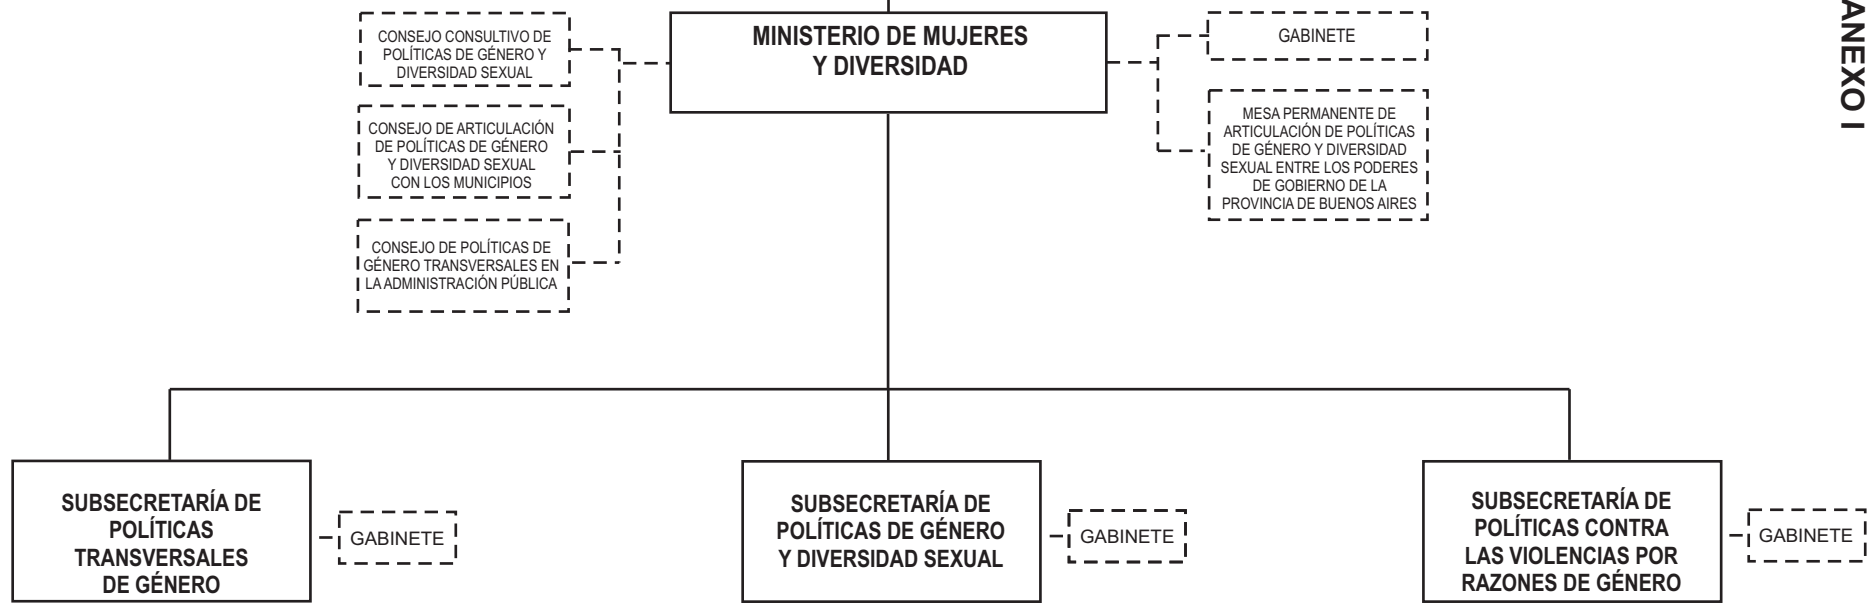 ANEXO I
MINISTERIO DE MUJERES
Y DIVERSIDAD
CONSEJO CONSULTIVO DE
POLÍTICAS DE GÉNERO Y
DIVERSIDAD SEXUAL
CONSEJO DE ARTICULACIÓN
DE POLÍTICAS DE GÉNERO
Y DIVERSIDAD SEXUAL
CON LOS MUNICIPIOS
CONSEJO DE POLÍTICAS DE
GÉNERO TRANSVERSALES EN
LA ADMINISTRACIÓN PÚBLICA
GABINETE
MESA PERMANENTE DE
ARTICULACIÓN DE POLÍTICAS
DE GÉNERO Y DIVERSIDAD
SEXUAL ENTRE LOS PODERES
DE GOBIERNO DE LA
PROVINCIA DE BUENOS AIRES
SUBSECRETARÍA DE
POLÍTICAS
TRANSVERSALES
DE GÉNERO
GABINETE
SUBSECRETARÍA DE
POLÍTICAS DE GÉNERO
Y DIVERSIDAD SEXUAL
GABINETE
SUBSECRETARÍA DE
POLÍTICAS CONTRA
LAS VIOLENCIAS POR
RAZONES DE GÉNERO
GABINETE